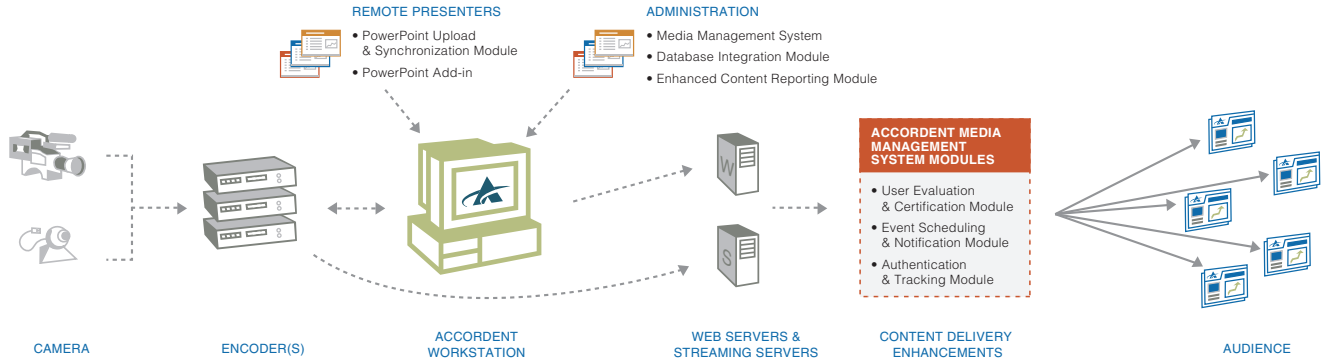 REMOTE PRESENTERS
• PowerPoint Upload
& Synchronization Module
• PowerPoint Add-in
ADMINISTRATION
• Media Management System
• Database Integration Module
• Enhanced Content Reporting Module
W
S
ACCORDENT MEDIA
MANAGEMENT
SYSTEM MODULES
• User Evaluation
& Certification Module
• Event Scheduling
& Notification Module
• Authentication
& Tracking Module
CAMERA
ENCODER(S)
ACCORDENT
WORKSTATION
WEB SERVERS &
STREAMING SERVERS
CONTENT DELIVERY
ENHANCEMENTS
AUDIENCE